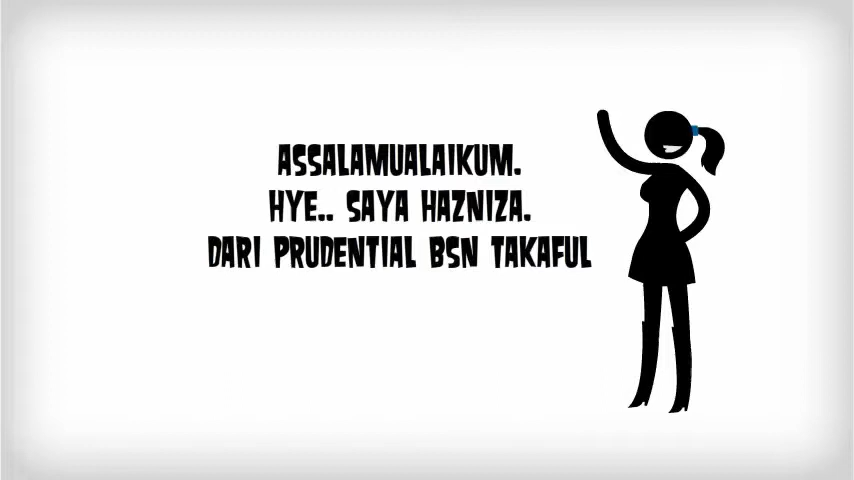 ASSALAMUALAIKUM.
HYE.. SAYA HAZNIZA.
DARI PRUDENTIAL BSN TAKAFUL